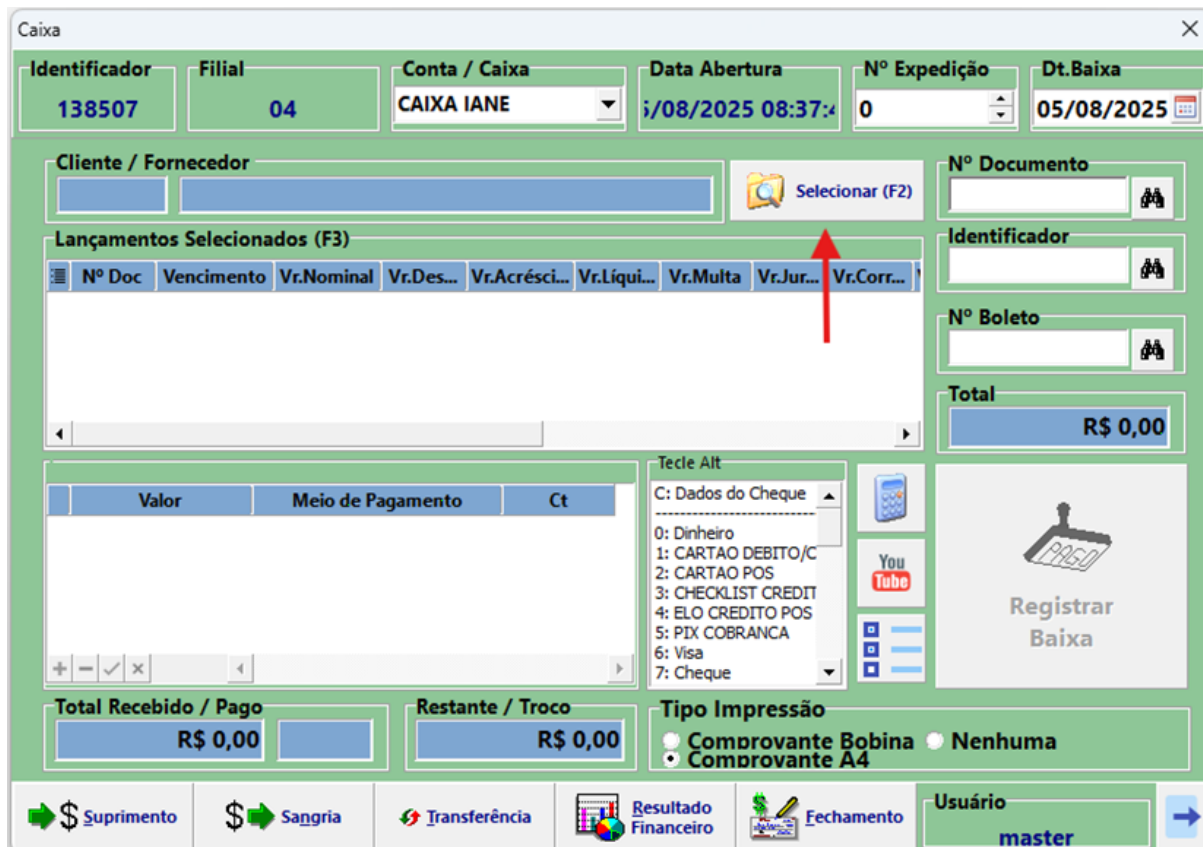 Caixa
Identificador
Filial
Conta / Caixa
Data Abertura
Nº Expedição
Dt.Baixa
138507
04
CAIXA IANE
/08/2025 08:37:4
0
05/08/2025
Cliente / Fornecedor
Selecionar (F2)
Nº Documento
Lançamentos Selecionados (F3)
Identificador
Nº Doc Vencimento Vr.Nominal Vr.Des... Vr.Acrésci... Vr.Líqui... Vr.Multa Vr.Jur... Vr.Corr...
Nº Boleto
Total
R$ 0,00
Valor Meio de Pagamento Ct
Tecle Alt
C: Dados do Cheque
0: Dinheiro
1: CARTAO DEBITO/C
2: CARTAO POS
3: CHECKLIST CREDIT
4: ELO CREDITO POS
5: PIX COBRANCA
6: Visa
7: Cheque
You
Tube
PAGO
Registrar
Baixa
Total Recebido / Pago
R$ 0,00
Restante / Troco
R$ 0,00
Tipo Impressão
Comprovante Bobina
Nenhuma
Comprovante A4
Suprimento
Sangria
Transferência
Resultado
Financeiro
Fechamento
Usuário
master